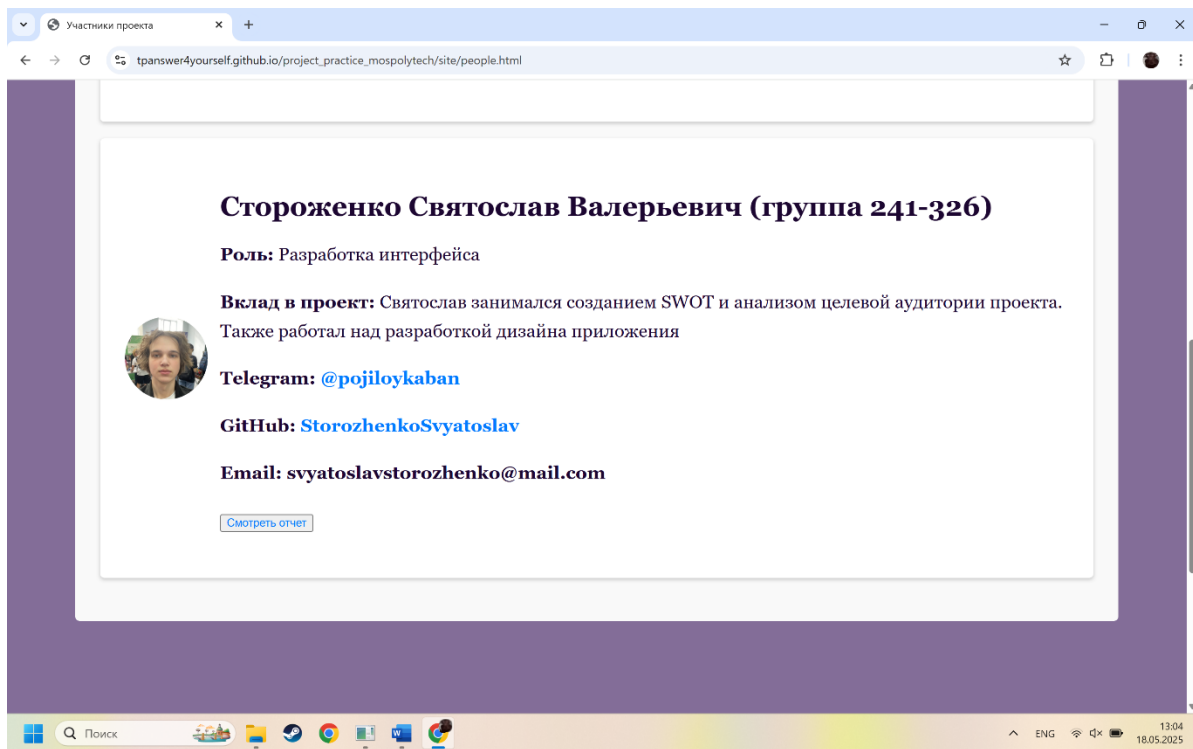 Участники проекта
tpanswer4yourself.github.io/project_practice_mospolytech/site/people.html
Стороженко Святослав Валерьевич (группа 241-326)
Роль: Разработка интерфейса
Вклад в проект: Святослав занимался созданием SWOT и анализом целевой аудитории проекта.
Также работал над разработкой дизайна приложения
Telegram: @pojiloykaban
GitHub: StorozhenkoSvyatoslav
Email: svyatoslavstorozhenko@mail.com
Смотреть отчет
Поиск
ENG
13:04
18.05.2025